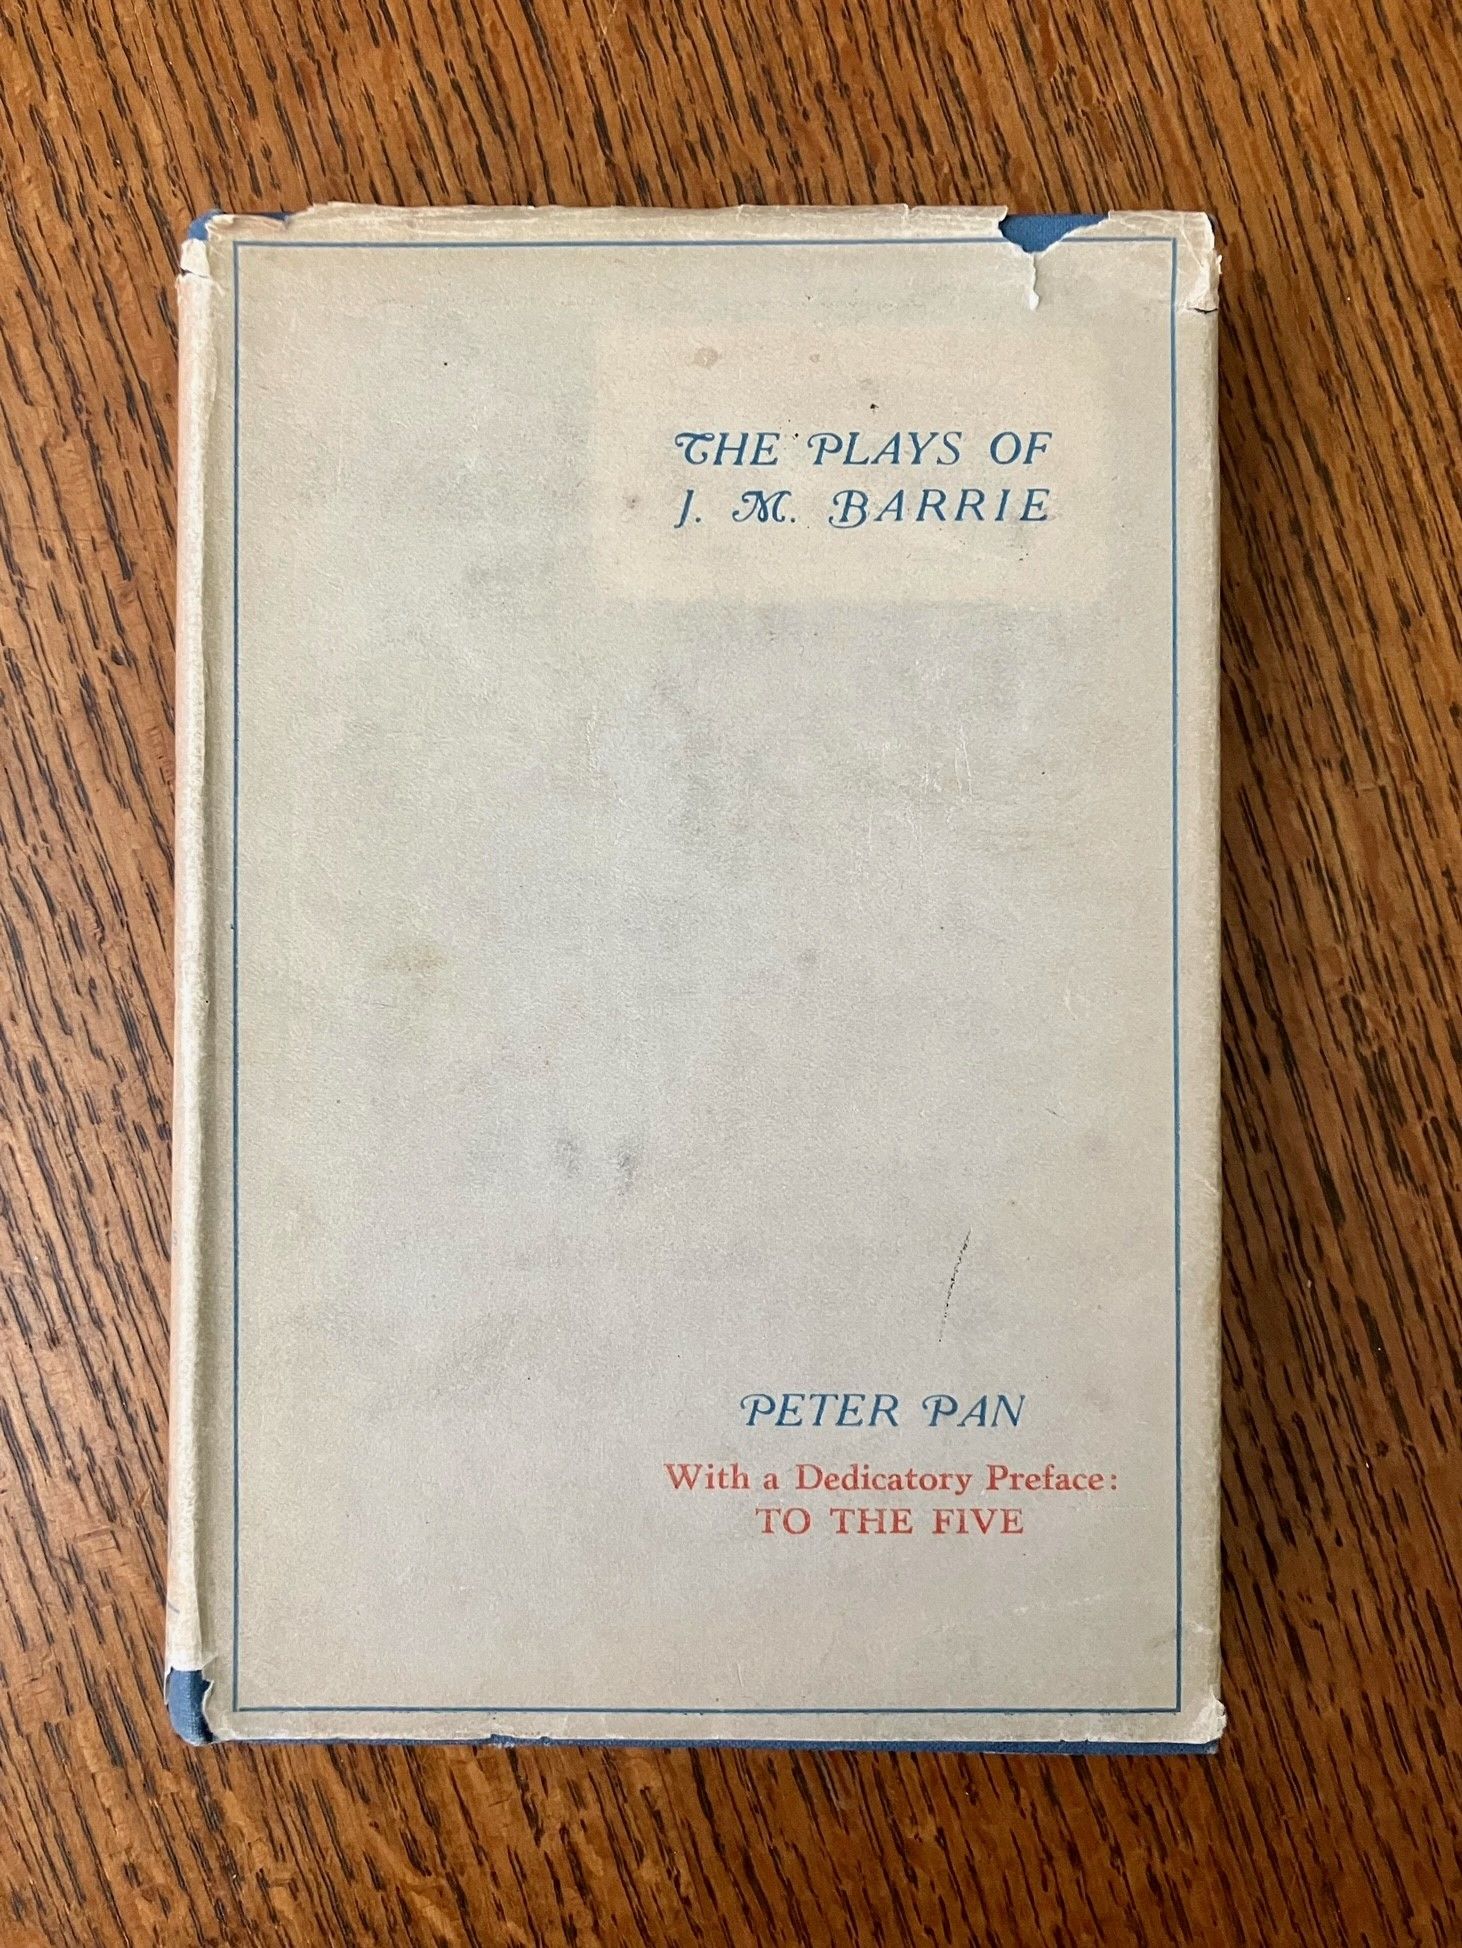 THE PLAYS OF
J. M. BARRIE
PETER PAN
With a Dedicatory Preface:
TO THE FIVE